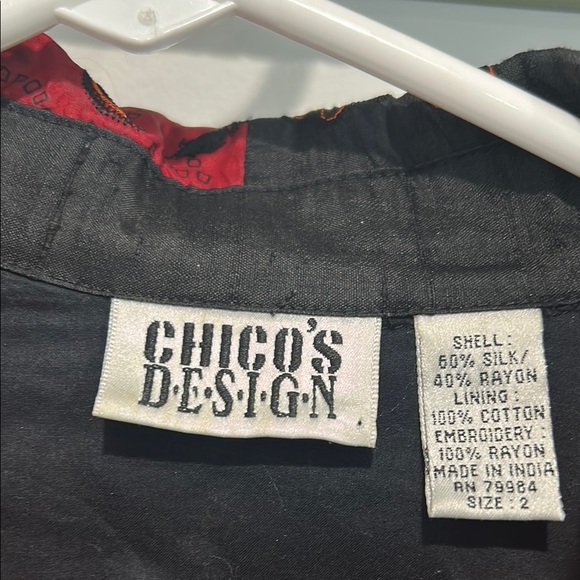 CHICO'S
D·E·S·I·G·N
SHELL:
60% SILK/
40% RAYON
LINING:
100% COTTON
EMBROIDERY:
100% RAYON
MADE IN INDIA
RN 79984
SIZE: 2